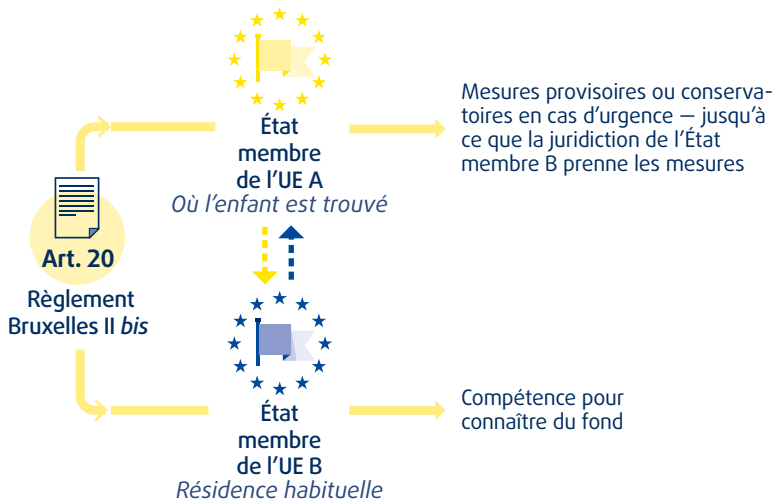 État
membre
de l’UE A
Où l’enfant est trouvé
Mesures provisoires ou conserva-
toires en cas d’urgence – jusqu’à
ce que la juridiction de l’État
membre B prenne les mesures
Art. 20
Règlement
Bruxelles II bis
État
membre
de l’UE B
Résidence habituelle
Compétence pour
connaître du fond